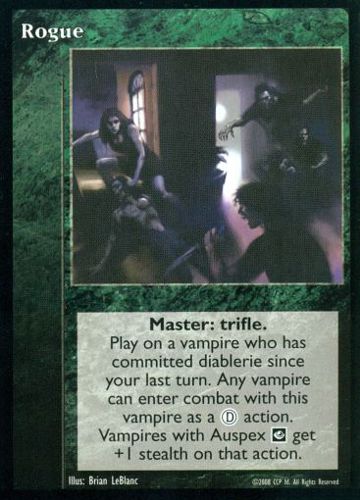 Rogue
Master: trifle.
Play on a vampire who has
committed diablerie since
your last turn. Any vampire
can enter combat with this
vampire as a Ⓓ action.
Vampires with Auspex get
+1 stealth on that action.
Illus: Brian LeBlanc
©2008 CCP hf. All Rights Reserved